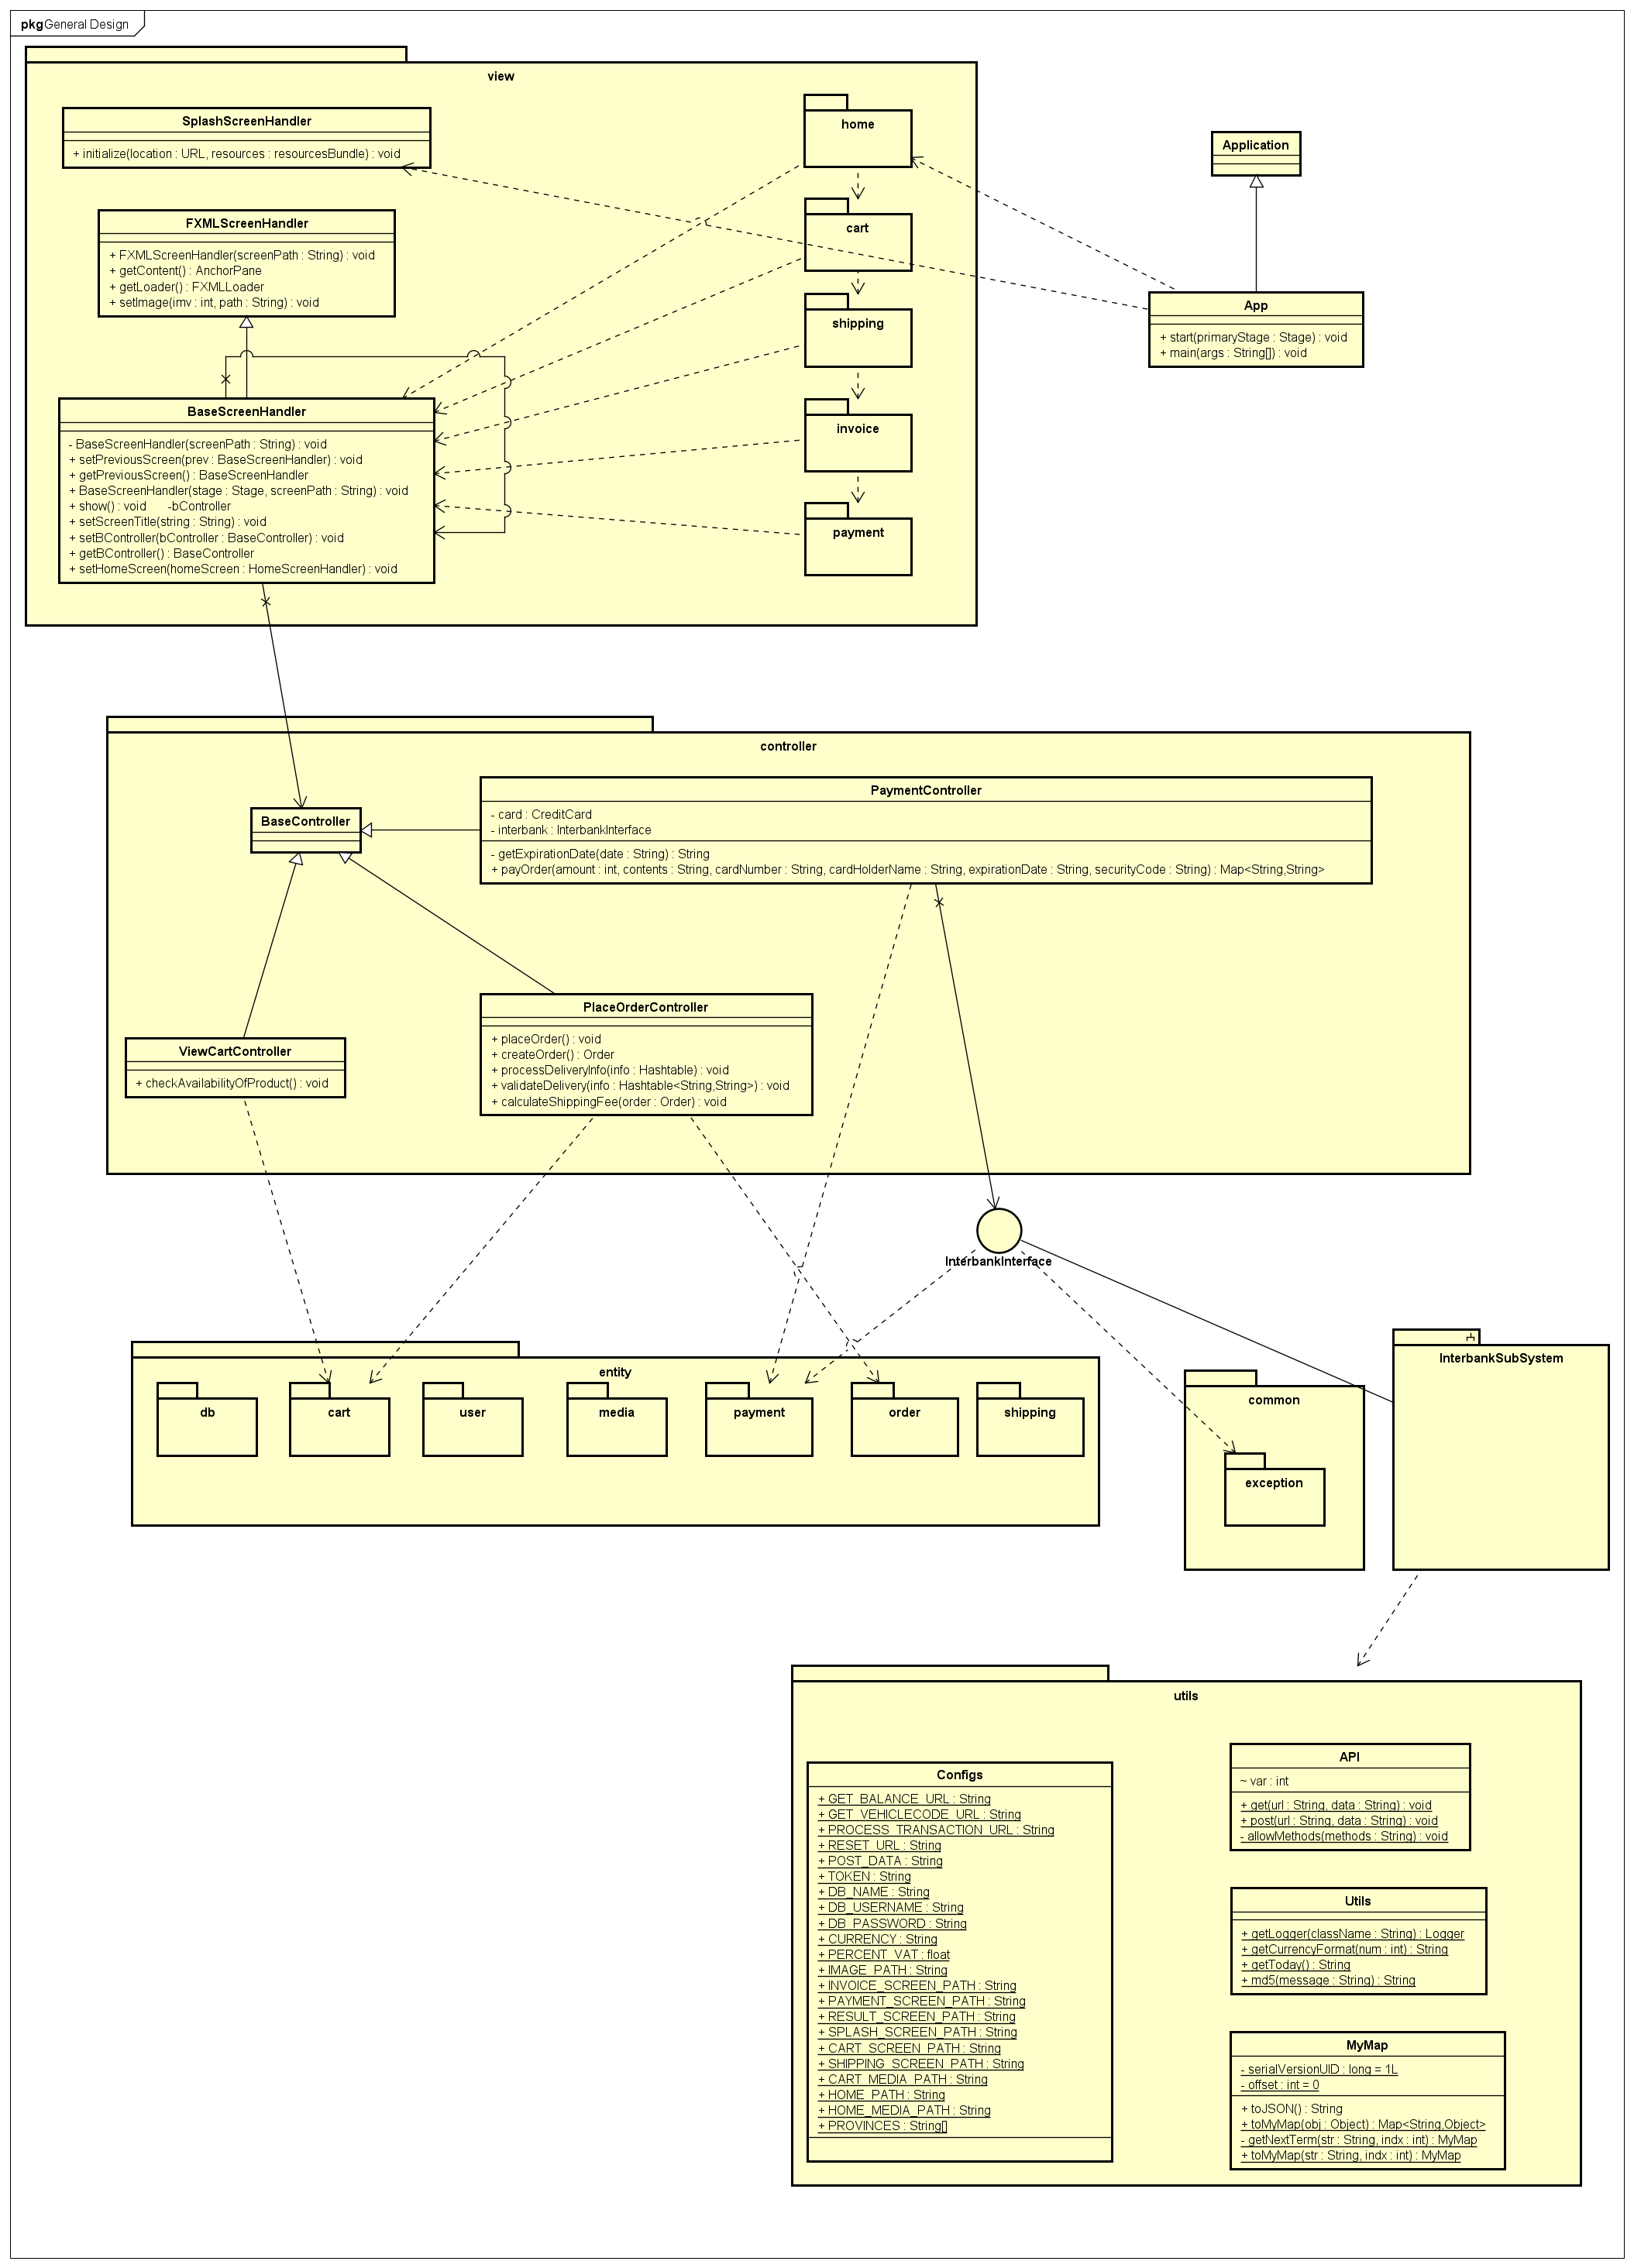 pkg General Design
view
SplashScreenHandler
+ initialize(location : URL, resources : resourcesBundle) : void
FXMLScreenHandler
+ FXMLScreenHandler(screenPath : String) : void
+ getContent() : AnchorPane
+ getLoader() : FXMLLoader
+ setImage(imv : int, path : String) : void
BaseScreenHandler
- BaseScreenHandler(screenPath : String) : void
+ setPreviousScreen(prev : BaseScreenHandler) : void
+ getPreviousScreen() : BaseScreenHandler
+ BaseScreenHandler(stage : Stage, screenPath : String) : void
+ show() : void -bController
+ setScreenTitle(string : String) : void
+ setBController(bController : BaseController) : void
+ getBController() : BaseController
+ setHomeScreen(homeScreen : HomeScreenHandler) : void
home
cart
shipping
invoice
payment
Application
App
+ start(primaryStage : Stage) : void
+ main(args : String[]) : void
controller
BaseController
PaymentController
- card : CreditCard
- interbank : InterbankInterface
- getExpirationDate(date : String) : String
+ payOrder(amount : int, contents : String, cardNumber : String, cardHolderName : String, expirationDate : String, securityCode : String) : Map<String,String>
ViewCartController
+ checkAvailabilityOfProduct() : void
PlaceOrderController
+ placeOrder() : void
+ createOrder() : Order
+ processDeliveryInfo(info : Hashtable) : void
+ validateDelivery(info : Hashtable<String,String>) : void
+ calculateShippingFee(order : Order) : void
InterbankInterface
entity
db
cart
user
media
payment
order
shipping
common
exception
InterbankSubSystem
utils
Configs
+ GET_BALANCE_URL : String
+ GET_VEHICLECODE_URL : String
+ PROCESS_TRANSACTION_URL : String
+ RESET_URL : String
+ POST_DATA : String
+ TOKEN : String
+ DB_NAME : String
+ DB_USERNAME : String
+ DB_PASSWORD : String
+ CURRENCY : String
+ PERCENT_VAT : float
+ IMAGE_PATH : String
+ INVOICE_SCREEN_PATH : String
+ PAYMENT_SCREEN_PATH : String
+ RESULT_SCREEN_PATH : String
+ SPLASH_SCREEN_PATH : String
+ CART_SCREEN_PATH : String
+ SHIPPING_SCREEN_PATH : String
+ CART_MEDIA_PATH : String
+ HOME_PATH : String
+ HOME_MEDIA_PATH : String
+ PROVINCES : String[]
API
~ var : int
+ get(url : String, data : String) : void
+ post(url : String, data : String) : void
- allowMethods(methods : String) : void
Utils
+ getLogger(className : String) : Logger
+ getCurrencyFormat(num : int) : String
+ getToday() : String
+ md5(message : String) : String
MyMap
- serialVersionUID : long = 1L
- offset : int = 0
+ toJSON() : String
+ toMyMap(obj : Object) : Map<String,Object>
- getNextTerm(str : String, indx : int) : MyMap
+ toMyMap(str : String, indx : int) : MyMap